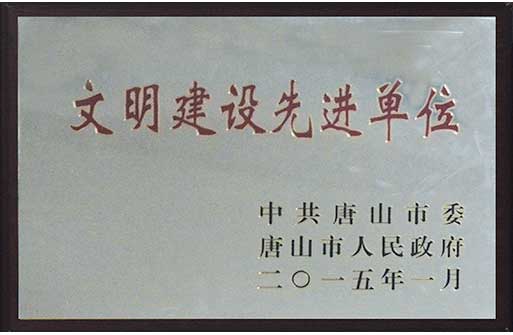 文明建设先进单位
中共唐山市委
唐山市人民政府
二〇一五年一月